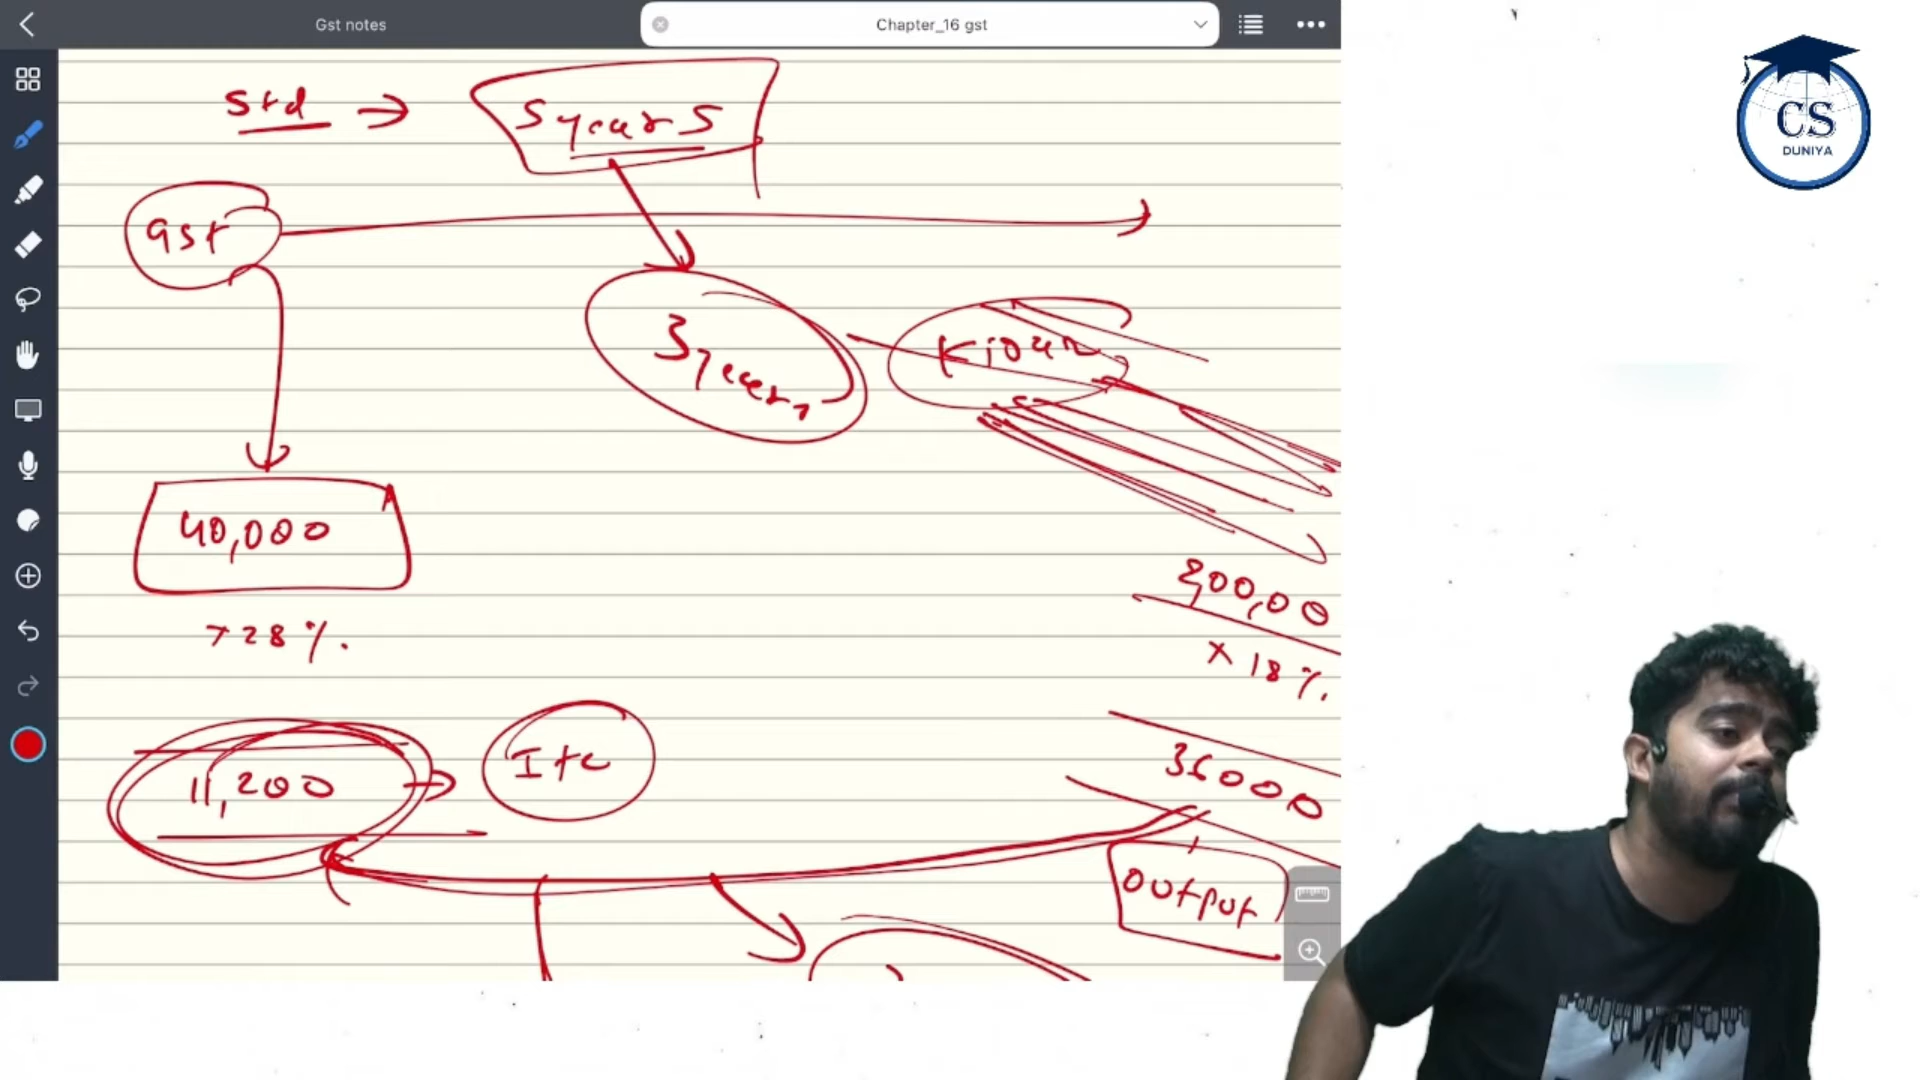 Gst notes
Chapter_16 gst
CS
DUNIYA
Std → 5 years
Gst
3 years
40,000
× 28 %.
200,00
× 18 %.
11,200 → Itc
36000
output